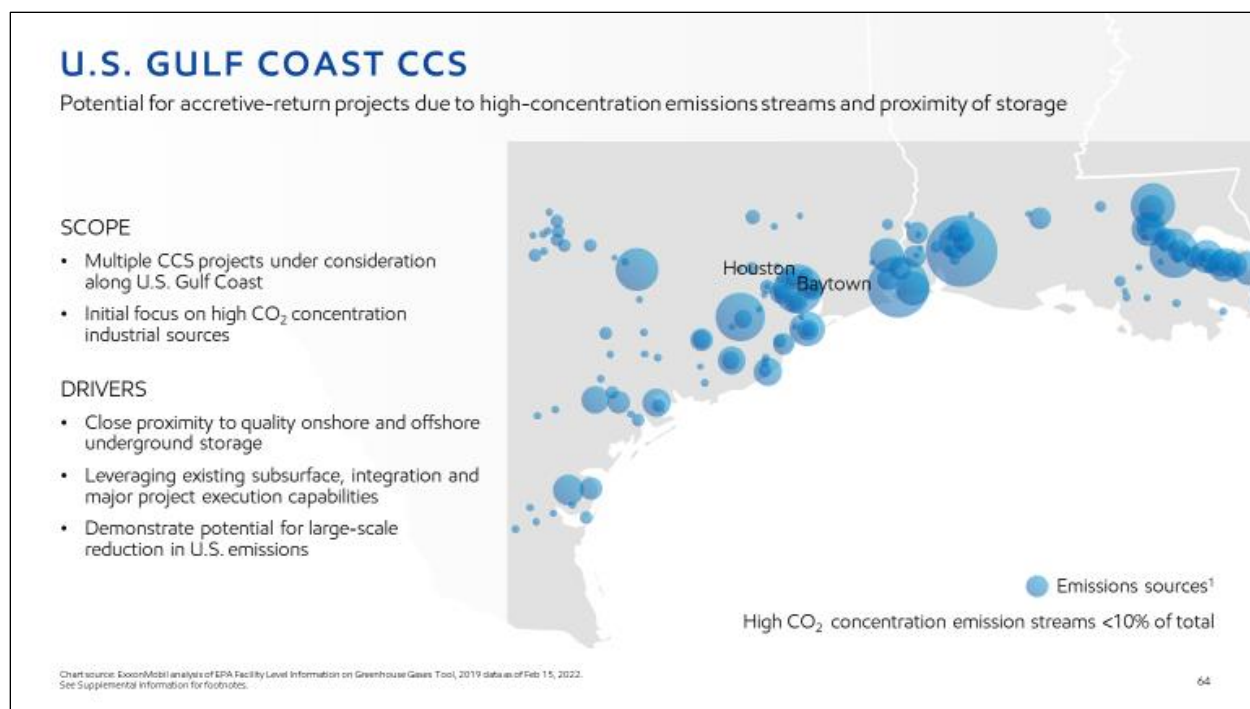 U.S. GULF COAST CCS
Potential for accretive-return projects due to high-concentration emissions streams and proximity of storage
SCOPE
• Multiple CCS projects under consideration
along U.S. Gulf Coast
• Initial focus on high CO₂ concentration
industrial sources
DRIVERS
• Close proximity to quality onshore and offshore
underground storage
• Leveraging existing subsurface, integration and
major project execution capabilities
• Demonstrate potential for large-scale
reduction in U.S. emissions
Houston
Baytown
Emissions sources¹
High CO₂ concentration emission streams <10% of total
Chart source: ExxonMobil analysis of EPA Facility Level Information on Greenhouse Gases Tool, 2019 data as of Feb 15, 2022.
See Supplemental Information for footnotes.
64